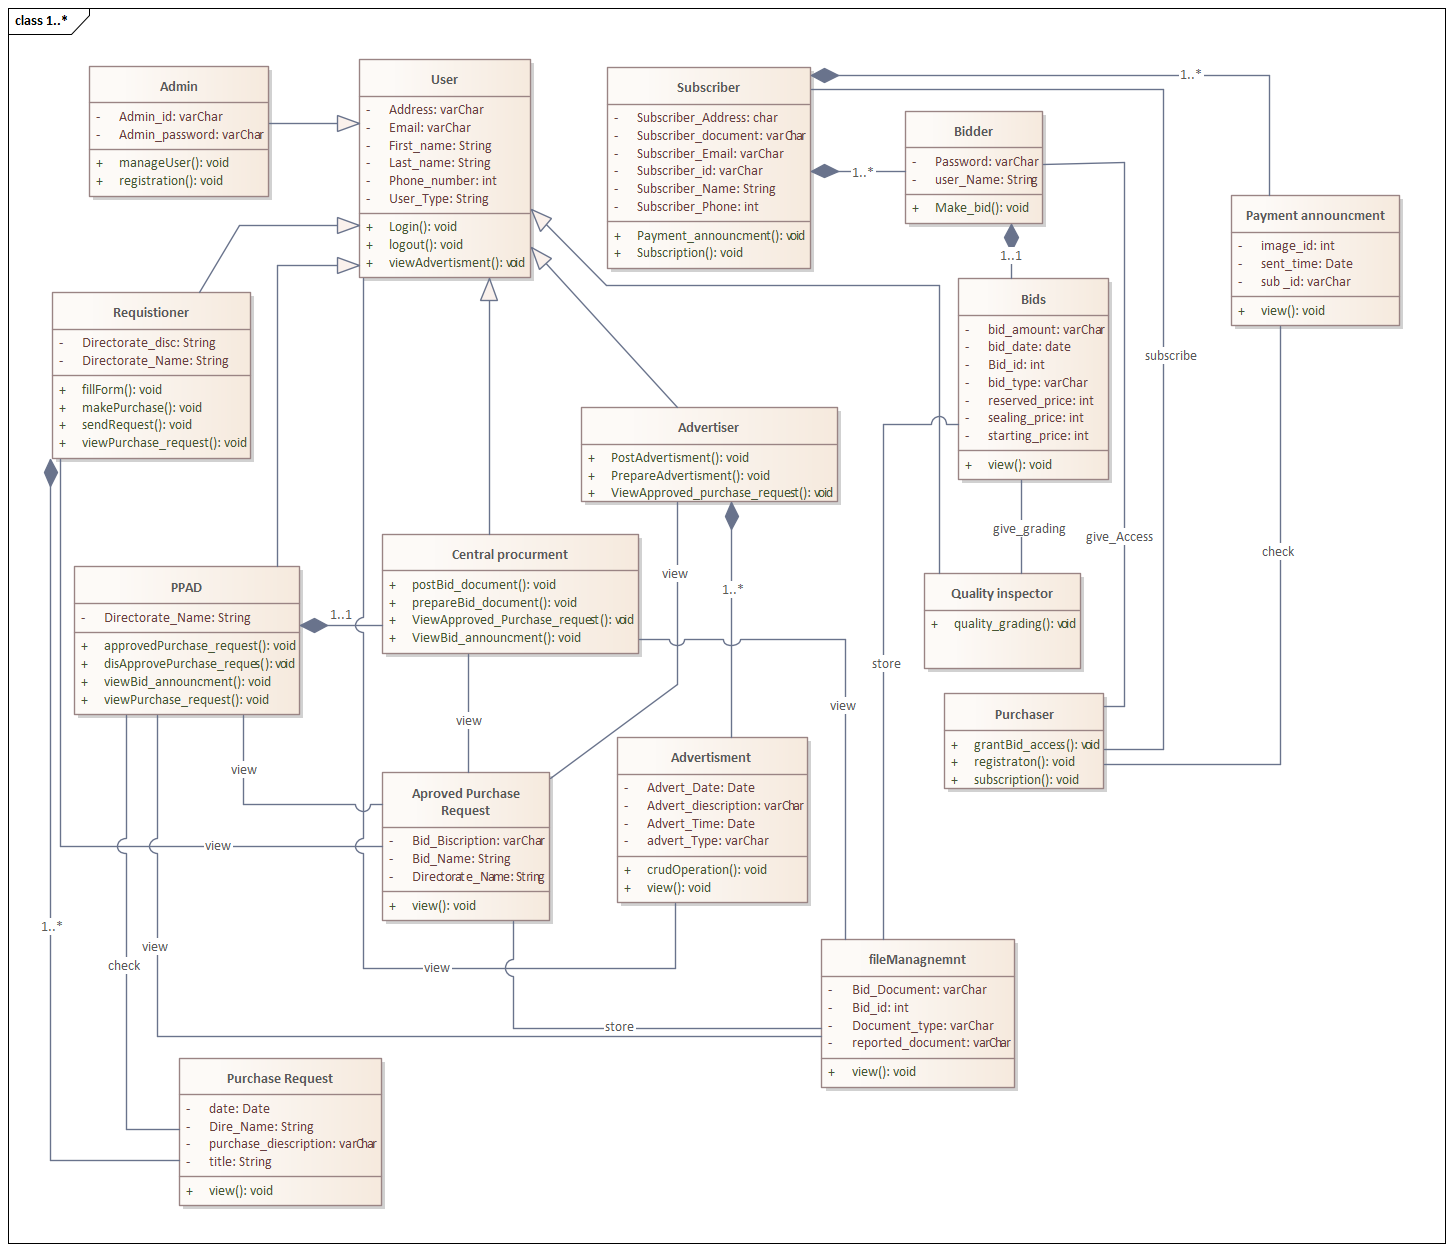 class 1..*
Admin
- Admin_id: varChar
- Admin_password: varChar
+ manageUser(): void
+ registration(): void
User
- Address: varChar
- Email: varChar
- First_name: String
- Last_name: String
- Phone_number: int
- User_Type: String
+ Login(): void
+ logout(): void
+ viewAdvertisment(): void
Subscriber
- Subscriber_Address: char
- Subscriber_document: varChar
- Subscriber_Email: varChar
- Subscriber_id: varChar
- Subscriber_Name: String
- Subscriber_Phone: int
+ Payment_announcment(): void
+ Subscription(): void
1..*
1..*
Bidder
- Password: varChar
- user_Name: String
+ Make_bid(): void
1..1
Payment announcment
- image_id: int
- sent_time: Date
- sub _id: varChar
+ view(): void
Requistioner
- Directorate_disc: String
- Directorate_Name: String
+ fillForm(): void
+ makePurchase(): void
+ sendRequest(): void
+ viewPurchase_request(): void
Bids
- bid_amount: varChar
- bid_date: date
- Bid_id: int
- bid_type: varChar
- reserved_price: int
- sealing_price: int
- starting_price: int
+ view(): void
subscribe
Advertiser
+ PostAdvertisment(): void
+ PrepareAdvertisment(): void
+ ViewApproved_purchase_request(): void
give_grading
give_Access
check
view
1..*
Central procurment
+ postBid_document(): void
+ prepareBid_document(): void
+ ViewApproved_Purchase_request(): void
+ ViewBid_announcment(): void
PPAD
- Directorate_Name: String
+ approvedPurchase_request(): void
+ disApprovePurchase_reques(): void
+ viewBid_announcment(): void
+ viewPurchase_request(): void
1..1
Quality inspector
+ quality_grading(): void
store
view
view
Purchaser
+ grantBid_access(): void
+ registraton(): void
+ subscription(): void
view
Advertisment
- Advert_Date: Date
- Advert_diescription: varChar
- Advert_Time: Date
- advert_Type: varChar
+ crudOperation(): void
+ view(): void
Aproved Purchase
Request
- Bid_Biscription: varChar
- Bid_Name: String
- Directorate_Name: String
+ view(): void
view
1..*
view
check
view
fileManagnemnt
- Bid_Document: varChar
- Bid_id: int
- Document_type: varChar
- reported_document: varChar
+ view(): void
store
Purchase Request
- date: Date
- Dire_Name: String
- purchase_diescription: varChar
- title: String
+ view(): void